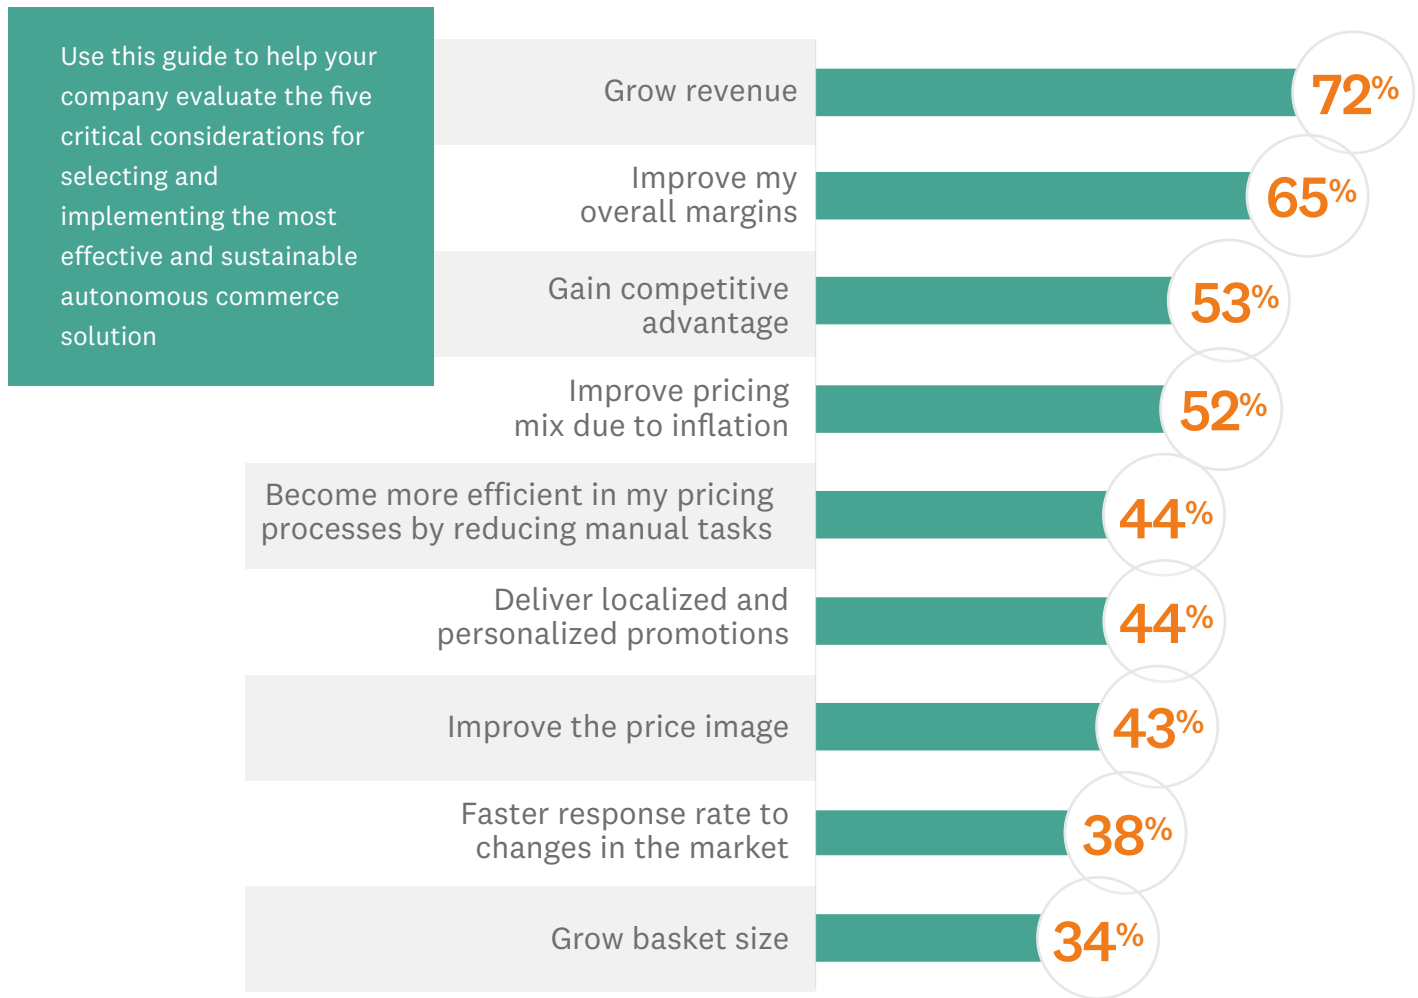 Use this guide to help your
company evaluate the five
critical considerations for
selecting and
implementing the most
effective and sustainable
autonomous commerce
solution
Grow revenue
72%
Improve my
overall margins
65%
Gain competitive
advantage
53%
Improve pricing
mix due to inflation
52%
Become more efficient in my pricing
processes by reducing manual tasks
44%
Deliver localized and
personalized promotions
44%
Improve the price image
43%
Faster response rate to
changes in the market
38%
Grow basket size
34%